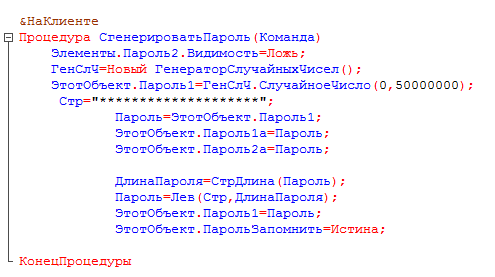 &НаКлиенте
Процедура СгенерироватьПароль(Команда)
Элементы.Пароль2.Видимость=Ложь;
ГенСлЧ=Новый ГенераторСлучайныхЧисел();
ЭтотОбъект.Пароль1=ГенСлЧ.СлучайноеЧисло(0,50000000);
Стр="********************";
Пароль=ЭтотОбъект.Пароль1;
ЭтотОбъект.Пароль1а=Пароль;
ЭтотОбъект.Пароль2а=Пароль;
ДлинаПароля=СтрДлина(Пароль);
Пароль=Лев(Стр,ДлинаПароля);
ЭтотОбъект.Пароль1=Пароль;
ЭтотОбъект.ПарольЗапомнить=Истина;
КонецПроцедуры